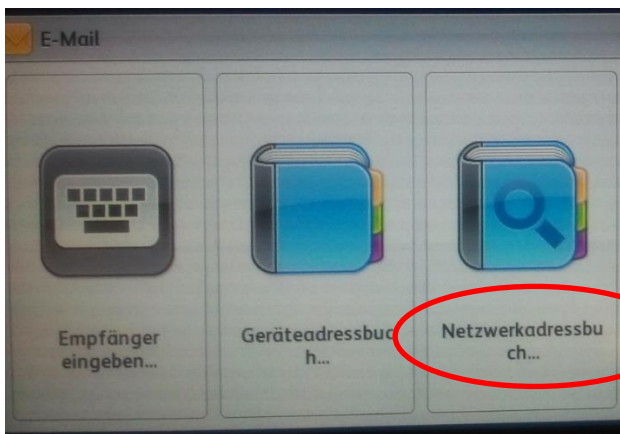 E-Mail
Empfänger
eingeben...
Geräteadressbuc
h...
Netzwerkadressbu
ch...